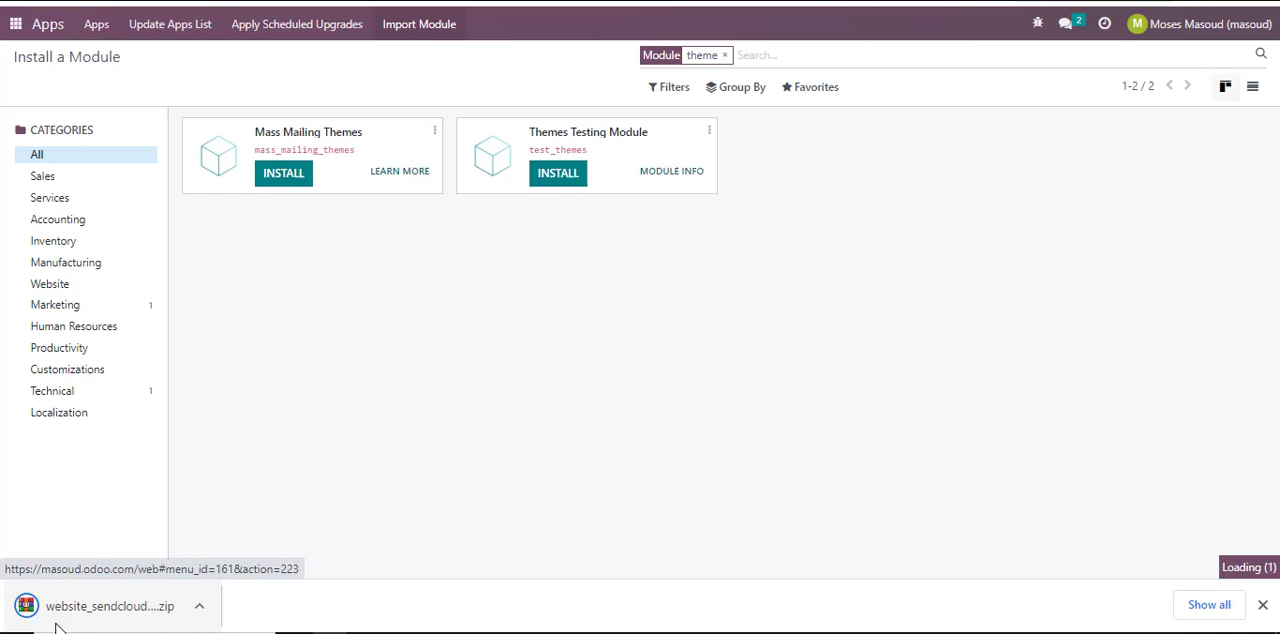 Apps Apps Update Apps List Apply Scheduled Upgrades Import Module 2 M Moses Masoud (masoud)
Install a Module Module theme × Search...
Filters Group By Favorites 1-2 / 2
CATEGORIES
All
Sales
Services
Accounting
Inventory
Manufacturing
Website
Marketing 1
Human Resources
Productivity
Customizations
Technical 1
Localization
Mass Mailing Themes
mass_mailing_themes
INSTALL LEARN MORE
Themes Testing Module
test_themes
INSTALL MODULE INFO
https://masoud.odoo.com/web#menu_id=161&action=223
Loading (1)
website_sendcloud....zip Show all